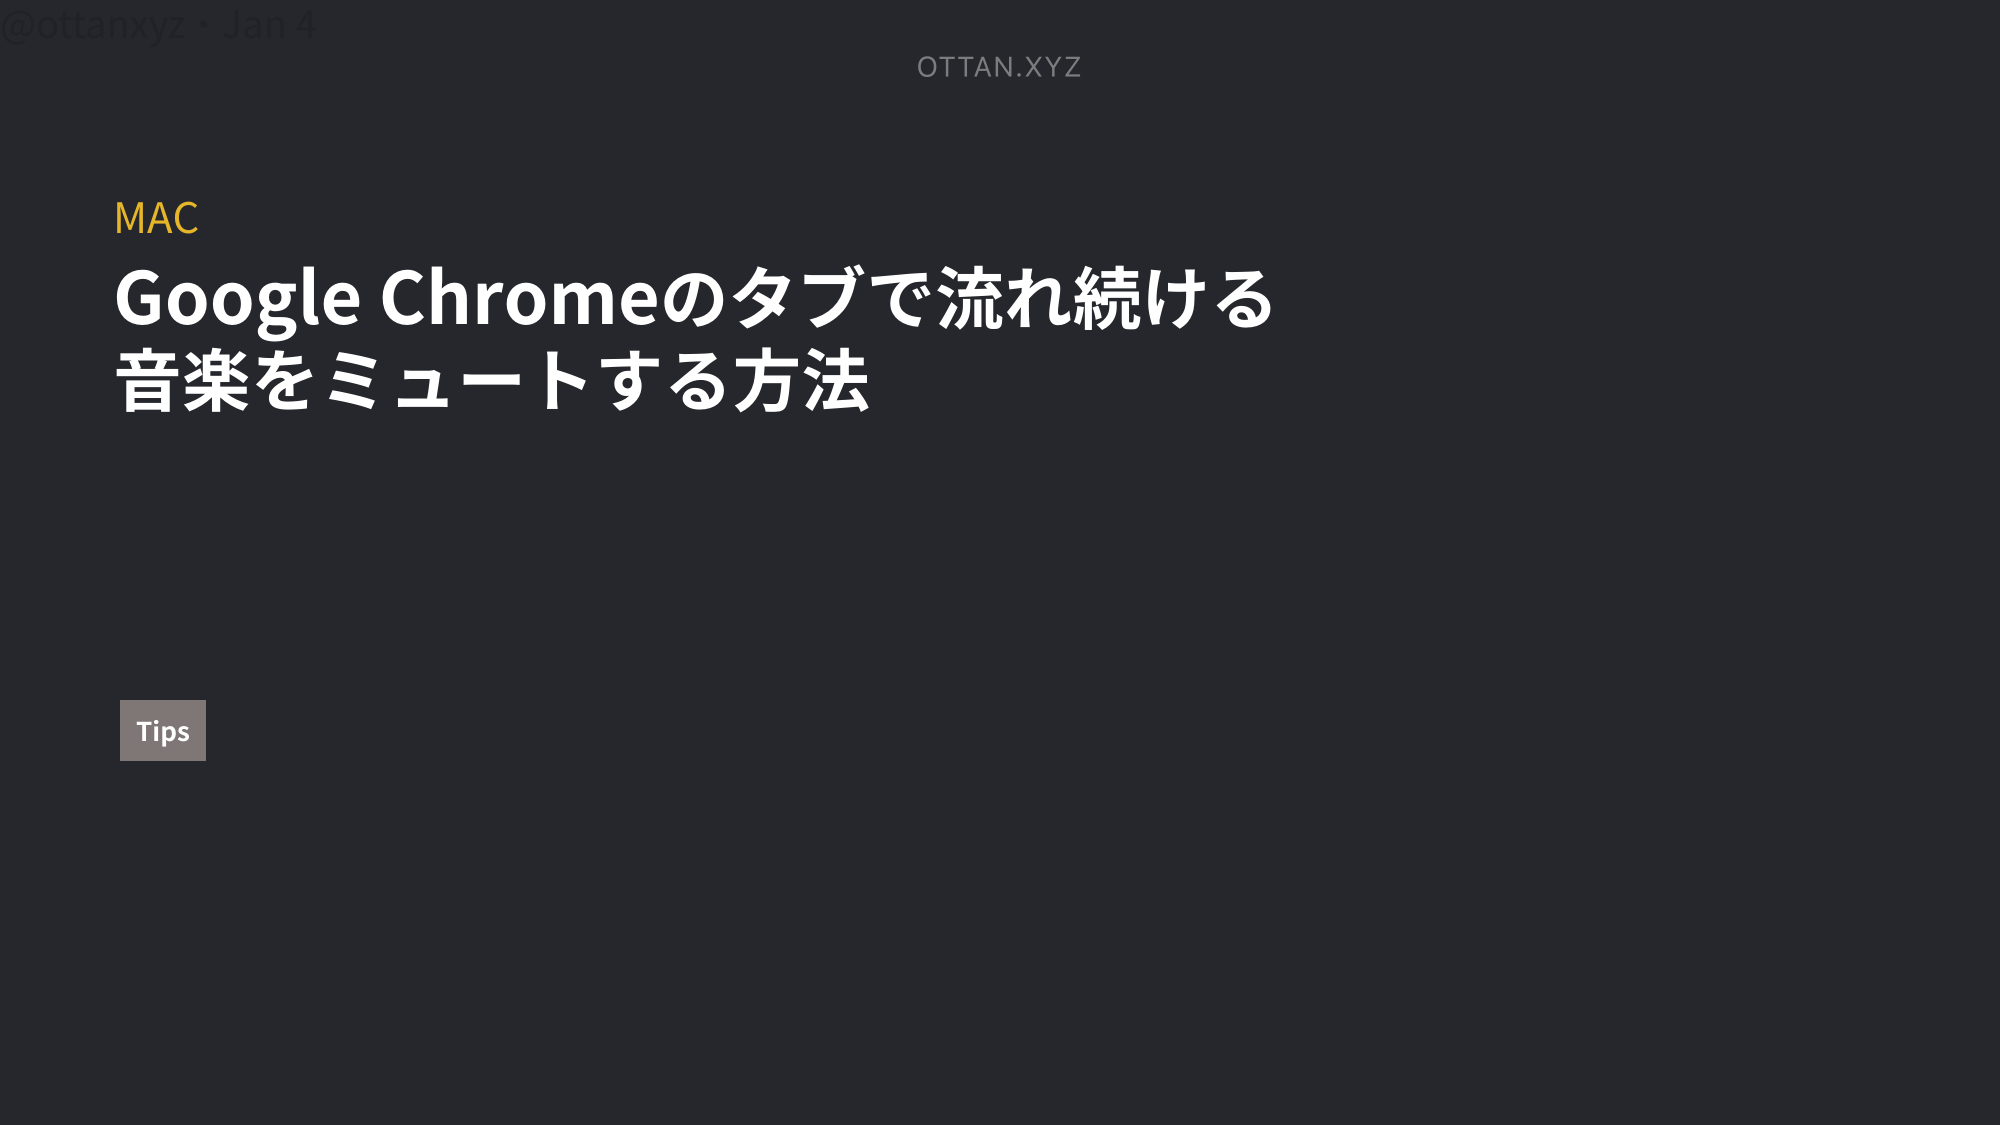 @ottanxyz・Jan 4
OTTAN.XYZ
MAC
Google Chromeのタブで流れ続ける
音楽をミュートする方法
Tips